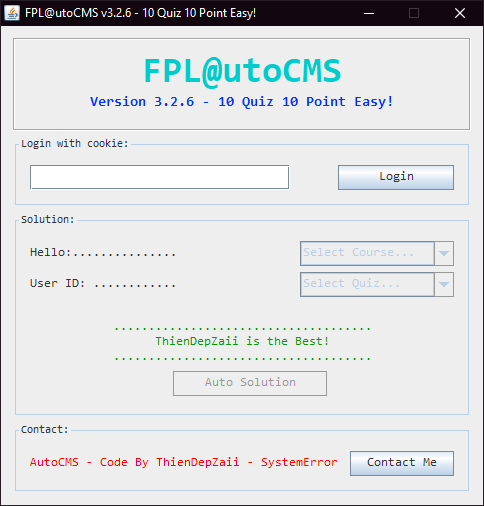 FPL@utoCMS v3.2.6 - 10 Quiz 10 Point Easy!
FPL@utoCMS
Version 3.2.6 - 10 Quiz 10 Point Easy!
Login with cookie:
Login
Solution:
Hello:...............
Select Course...
User ID: ............
Select Quiz...
.....................................
ThienDepZaii is the Best!
.....................................
Auto Solution
Contact:
AutoCMS - Code By ThienDepZaii - SystemError
Contact Me